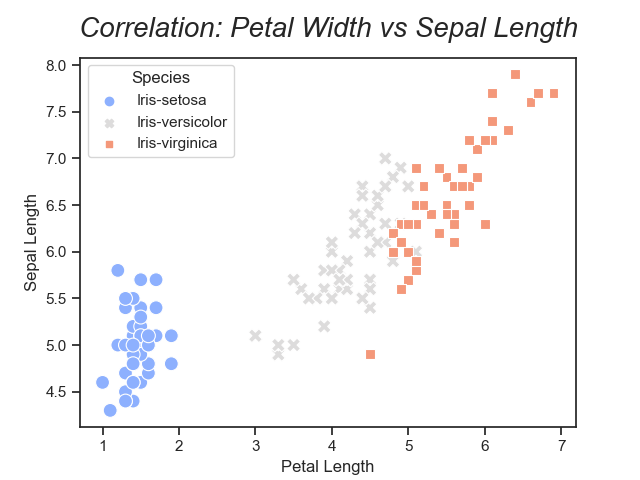 Correlation: Petal Width vs Sepal Length
Species
Iris-setosa
Iris-versicolor
Iris-virginica
8.0
7.5
7.0
6.5
6.0
5.5
5.0
4.5
Sepal Length
1 2 3 4 5 6 7
Petal Length